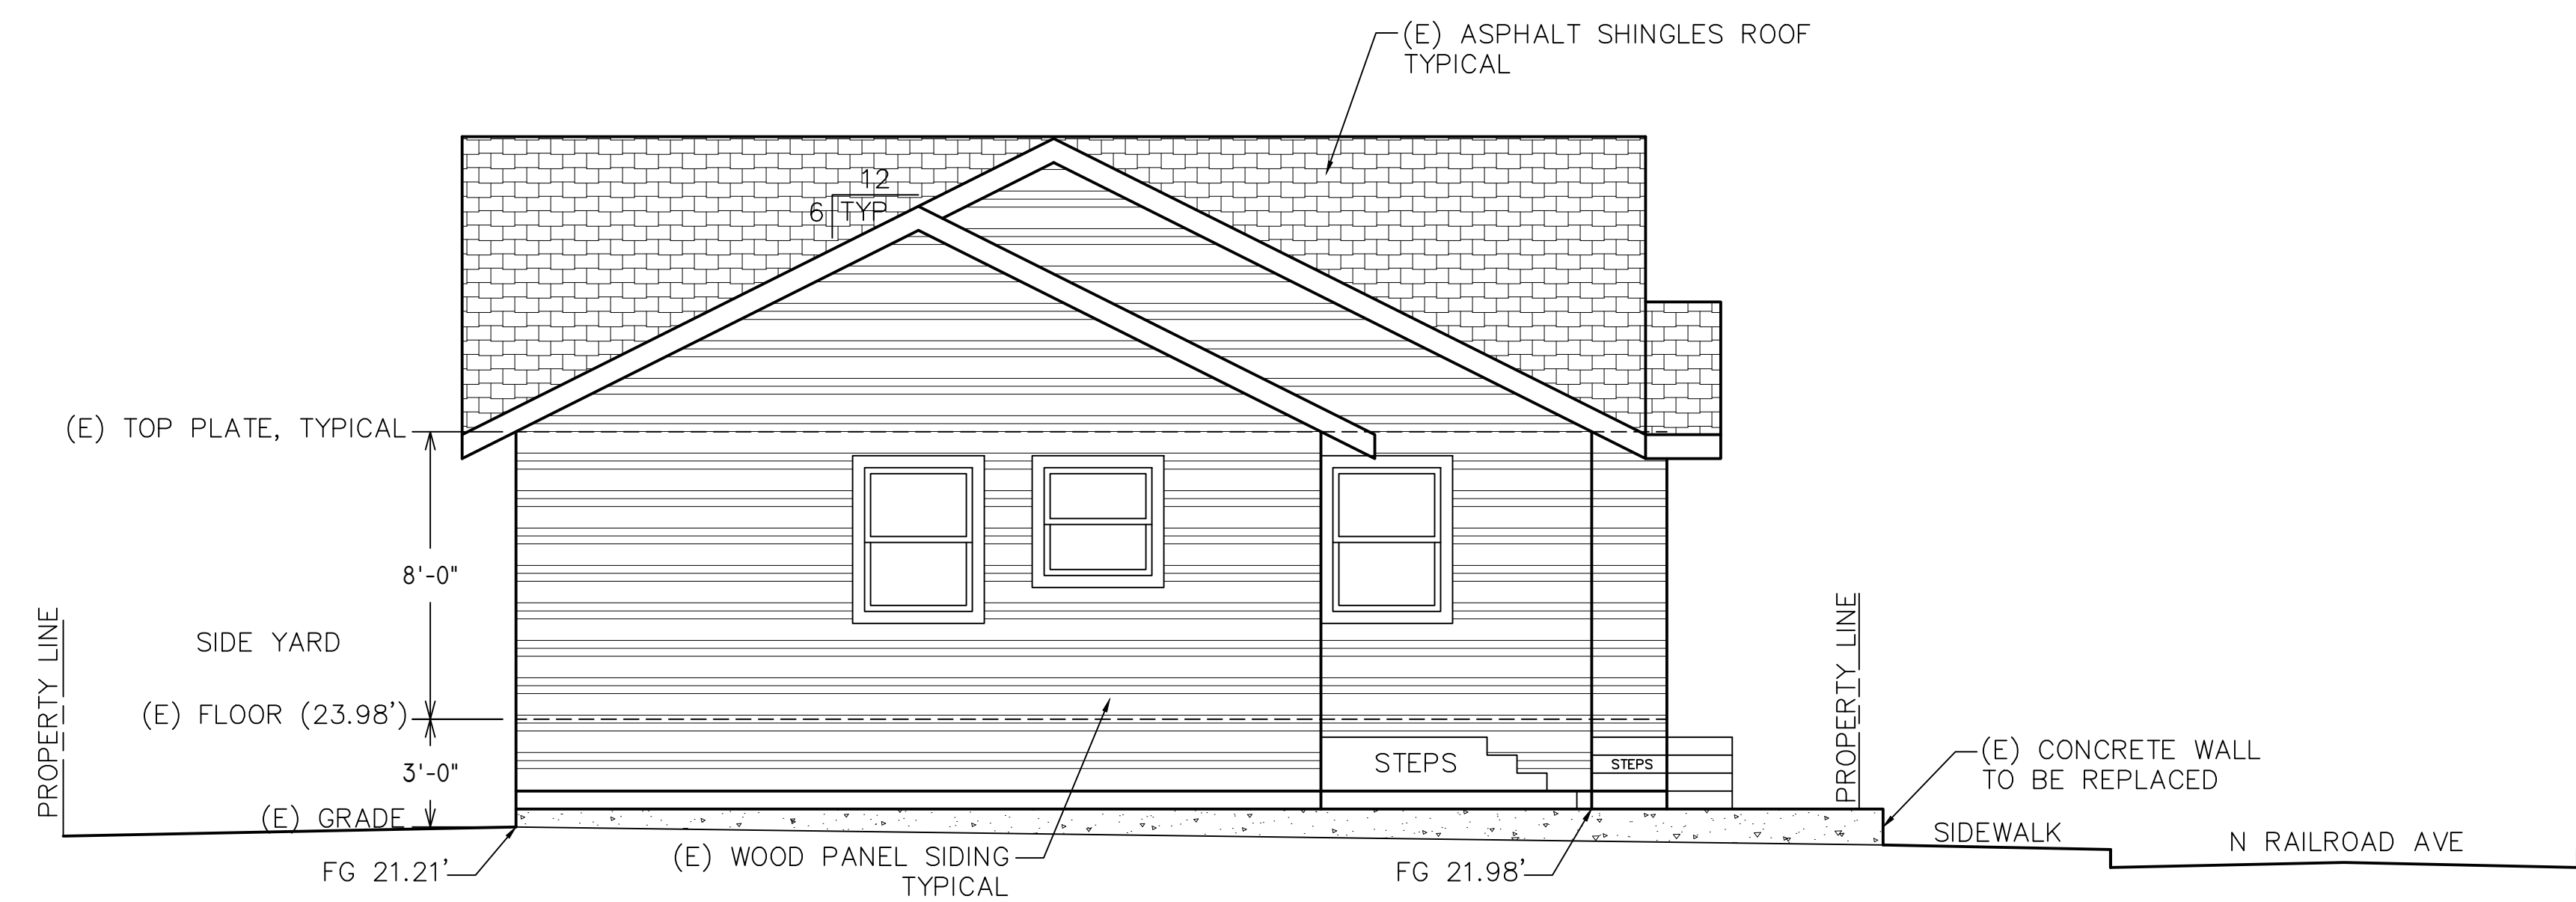 (E) ASPHALT SHINGLES ROOF
TYPICAL
12
6 TYP
(E) TOP PLATE, TYPICAL
8'-0"
PROPERTY LINE
SIDE YARD
(E) FLOOR (23.98')
3'-0"
(E) GRADE
FG 21.21'
(E) WOOD PANEL SIDING
TYPICAL
STEPS
STEPS
FG 21.98'
PROPERTY LINE
(E) CONCRETE WALL
TO BE REPLACED
SIDEWALK
N RAILROAD AVE